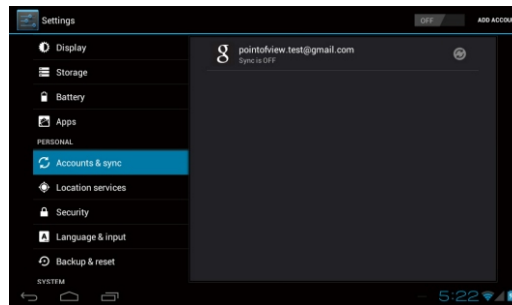 Settings
OFF
ADD ACCOU
Display
Storage
Battery
Apps
PERSONAL
Accounts & sync
Location services
Security
Language & input
Backup & reset
SYSTEM
g
pointofview.test@gmail.com
Sync is OFF
5:22